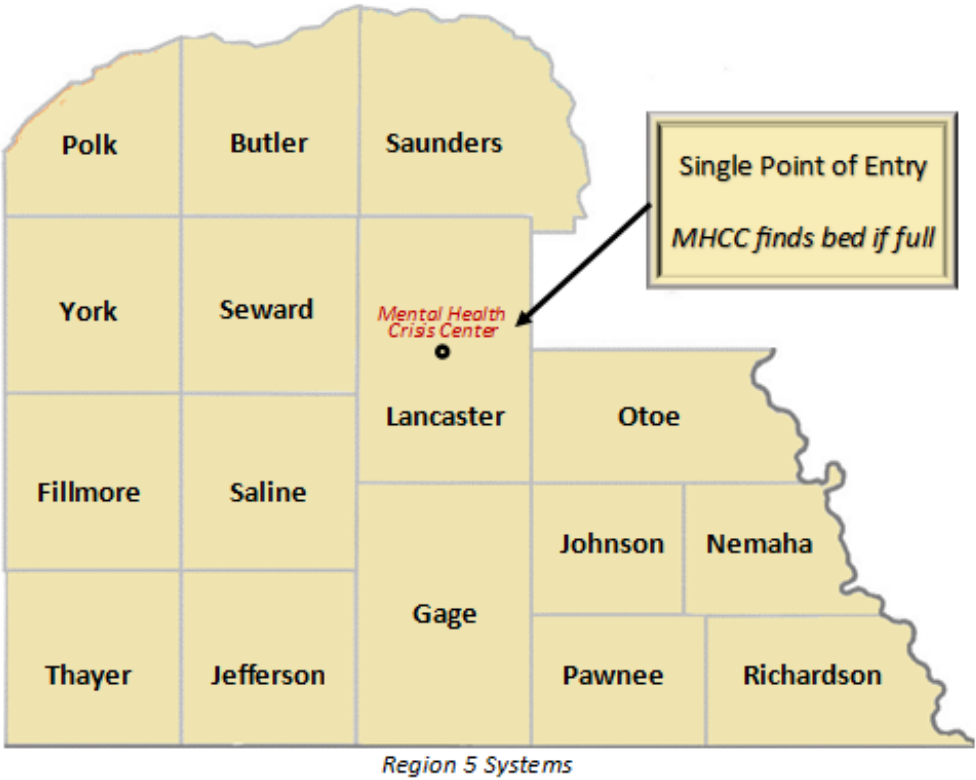 Polk
Butler
Saunders
Single Point of Entry
MHCC finds bed if full
York
Seward
Mental Health
Crisis Center
Lancaster
Otoe
Fillmore
Saline
Johnson
Nemaha
Gage
Thayer
Jefferson
Pawnee
Richardson
Region 5 Systems